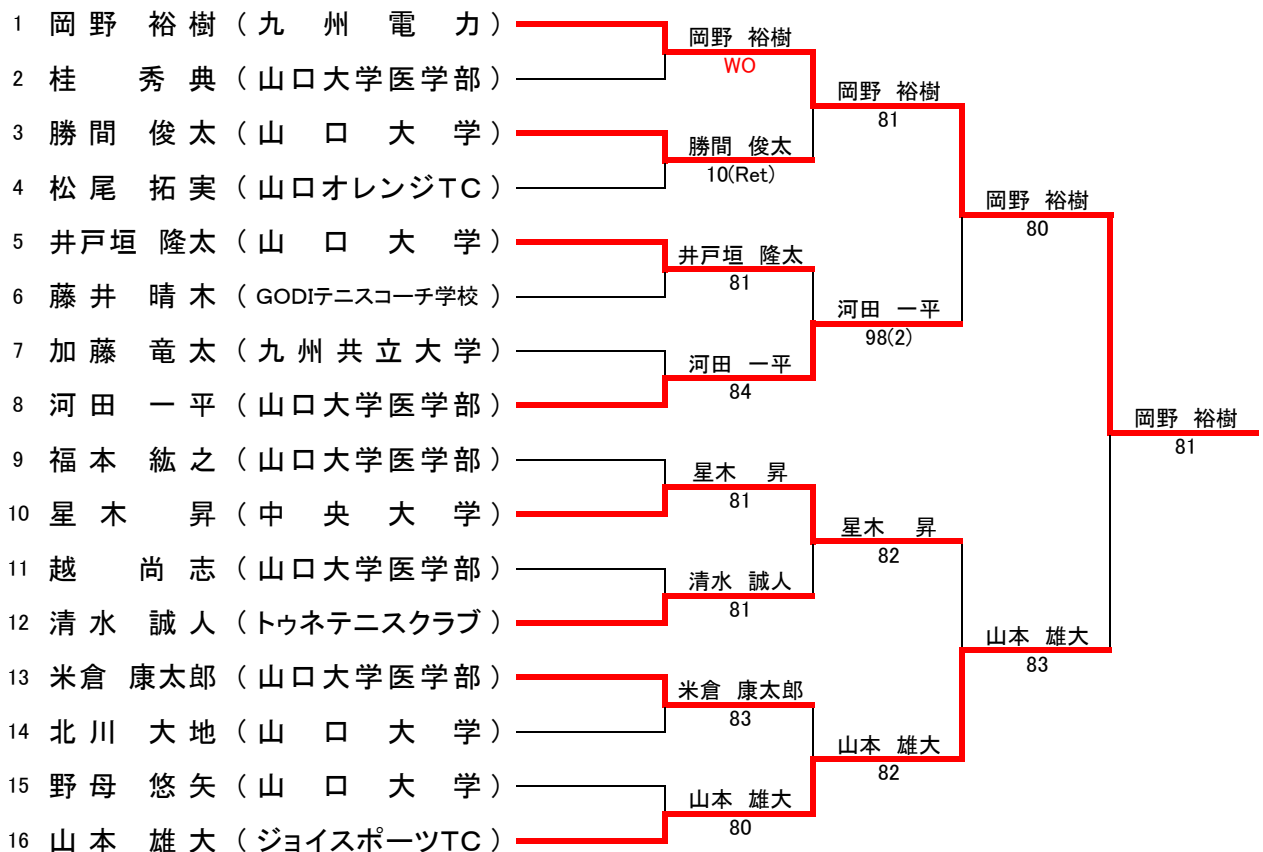 1 岡野 裕樹 （九州電力）
2 桂 秀典 （山口大学医学部）
3 勝間 俊太 （山口大学）
4 松尾 拓実 （山口オレンジTC）
5 井戸垣 隆太 （山口大学）
6 藤井 晴木 （GODIテニスコーチ学校）
7 加藤 竜太 （九州共立大学）
8 河田 一平 （山口大学医学部）
9 福本 紘之 （山口大学医学部）
10 星木 昇 （中央大学）
11 越 尚志 （山口大学医学部）
12 清水 誠人 （トゥネテニスクラブ）
13 米倉 康太郎 （山口大学医学部）
14 北川 大地 （山口大学）
15 野母 悠矢 （山口大学）
16 山本 雄大 （ジョイスポーツTC）
岡野 裕樹
WO
勝間 俊太
10(Ret)
井戸垣 隆太
81
河田 一平
84
星木 昇
81
清水 誠人
81
米倉 康太郎
83
山本 雄大
80
岡野 裕樹
81
河田 一平
98(2)
星木 昇
82
山本 雄大
82
岡野 裕樹
80
山本 雄大
83
岡野 裕樹
81